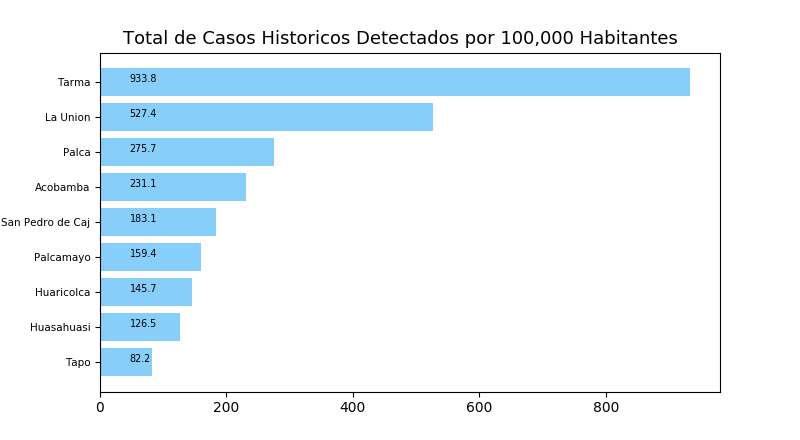 Total de Casos Historicos Detectados por 100,000 Habitantes
Tarma 933.8
La Union 527.4
Palca 275.7
Acobamba 231.1
San Pedro de Caj 183.1
Palcamayo 159.4
Huaricolca 145.7
Huasahuasi 126.5
Tapo 82.2
0 200 400 600 800